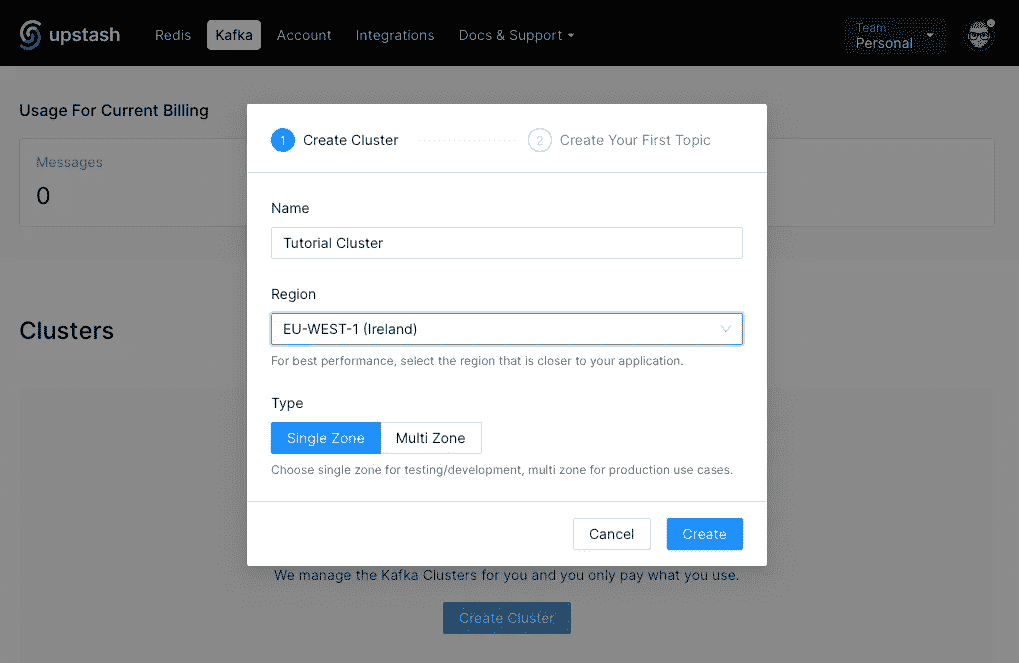 upstash
Redis
Kafka
Account
Integrations
Docs & Support
Team
Personal
Usage For Current Billing
Messages
0
1 Create Cluster
2 Create Your First Topic
Name
Tutorial Cluster
Region
EU-WEST-1 (Ireland)
For best performance, select the region that is closer to your application.
Type
Single Zone
Multi Zone
Choose single zone for testing/development, multi zone for production use cases.
Cancel
Create
Clusters
We manage the Kafka Clusters for you and you only pay what you use.
Create Cluster